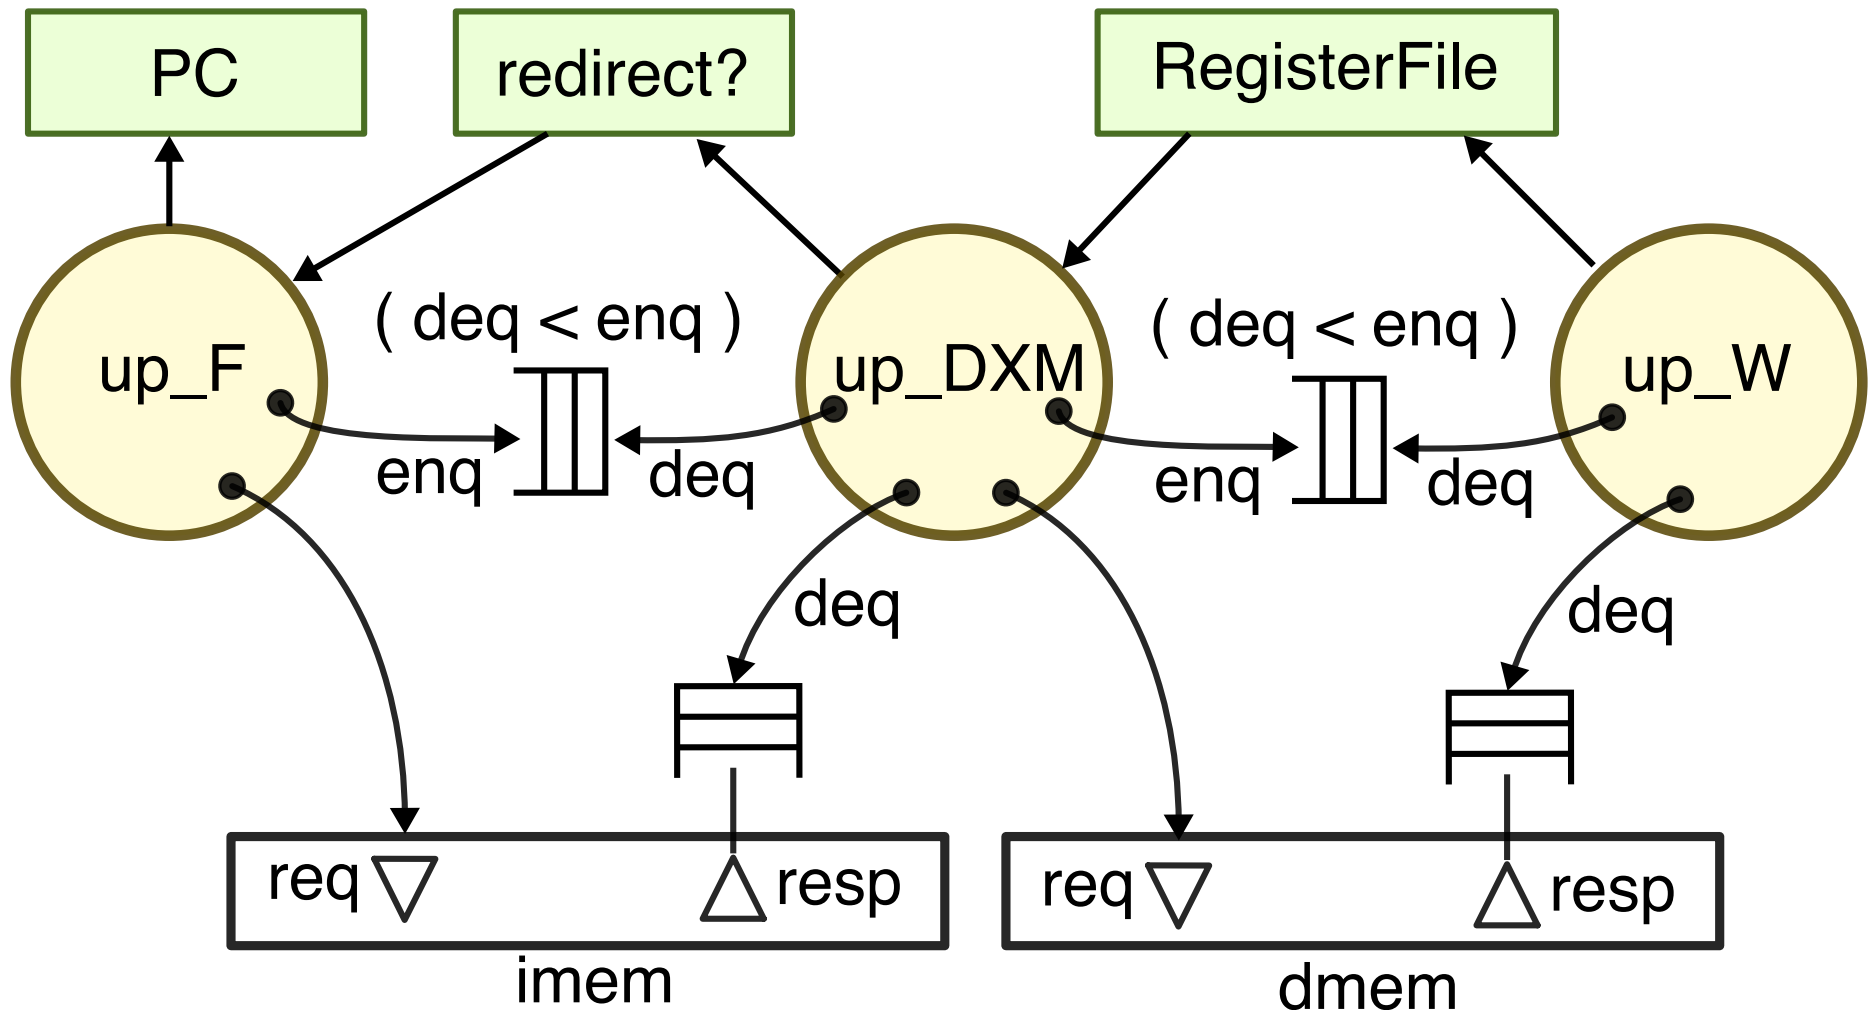 PC
redirect?
RegisterFile
( deq < enq )
( deq < enq )
up_F
up_DXM
up_W
enq
deq
enq
deq
deq
deq
req
resp
req
resp
imem
dmem